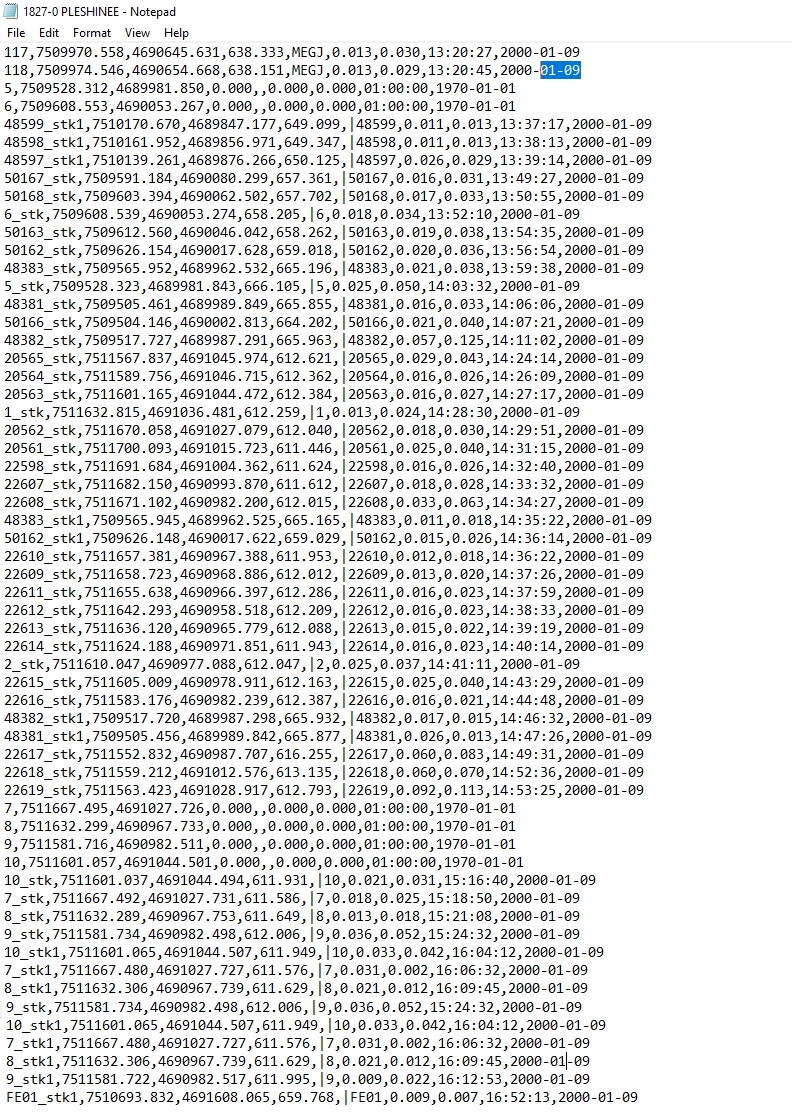 1827-0 PLESHINEE - Notepad
File Edit Format View Help
117,7509970.558,4690645.631,638.333,MEGJ,0.013,0.030,13:20:27,2000-01-09
118,7509974.546,4690654.668,638.151,MEGJ,0.013,0.029,13:20:45,2000-01-09
5,7509528.312,4689981.850,0.000,,0.000,0.000,01:00:00,1970-01-01
6,7509608.553,4690053.267,0.000,,0.000,0.000,01:00:00,1970-01-01
48599_stk1,7510170.670,4689847.177,649.099,|48599,0.011,0.013,13:37:17,2000-01-09
48598_stk1,7510161.952,4689856.971,649.347,|48598,0.011,0.013,13:38:13,2000-01-09
48597_stk1,7510139.261,4689876.266,650.125,|48597,0.026,0.029,13:39:14,2000-01-09
50167_stk,7509591.184,4690080.299,657.361,|50167,0.016,0.031,13:49:27,2000-01-09
50168_stk,7509603.394,4690062.502,657.702,|50168,0.017,0.033,13:50:55,2000-01-09
6_stk,7509608.539,4690053.274,658.205,|6,0.018,0.034,13:52:10,2000-01-09
50163_stk,7509612.560,4690046.042,658.262,|50163,0.019,0.038,13:54:35,2000-01-09
50162_stk,7509626.154,4690017.628,659.018,|50162,0.020,0.036,13:56:54,2000-01-09
48383_stk,7509565.952,4689962.532,665.196,|48383,0.021,0.038,13:59:38,2000-01-09
5_stk,7509528.323,4689981.843,666.105,|5,0.025,0.050,14:03:32,2000-01-09
48381_stk,7509505.461,4689989.849,665.855,|48381,0.016,0.033,14:06:06,2000-01-09
50166_stk,7509504.146,4690002.813,664.202,|50166,0.021,0.040,14:07:21,2000-01-09
48382_stk,7509517.727,4689987.291,665.963,|48382,0.057,0.125,14:11:02,2000-01-09
20565_stk,7511567.837,4691045.974,612.621,|20565,0.029,0.043,14:24:14,2000-01-09
20564_stk,7511589.756,4691046.715,612.362,|20564,0.016,0.026,14:26:09,2000-01-09
20563_stk,7511601.165,4691044.472,612.384,|20563,0.016,0.027,14:27:17,2000-01-09
1_stk,7511632.815,4691036.481,612.259,|1,0.013,0.024,14:28:30,2000-01-09
20562_stk,7511670.058,4691027.079,612.040,|20562,0.018,0.030,14:29:51,2000-01-09
20561_stk,7511700.093,4691015.723,611.446,|20561,0.025,0.040,14:31:15,2000-01-09
22598_stk,7511691.684,4691004.362,611.624,|22598,0.016,0.026,14:32:40,2000-01-09
22607_stk,7511682.150,4690993.870,611.612,|22607,0.018,0.028,14:33:32,2000-01-09
22608_stk,7511671.102,4690982.200,612.015,|22608,0.033,0.063,14:34:27,2000-01-09
48383_stk1,7509565.945,4689962.525,665.165,|48383,0.011,0.018,14:35:22,2000-01-09
50162_stk1,7509626.148,4690017.622,659.029,|50162,0.015,0.026,14:36:14,2000-01-09
22610_stk,7511657.381,4690967.388,611.953,|22610,0.012,0.018,14:36:22,2000-01-09
22609_stk,7511658.723,4690968.886,612.012,|22609,0.013,0.020,14:37:26,2000-01-09
22611_stk,7511655.638,4690966.397,612.286,|22611,0.016,0.023,14:37:59,2000-01-09
22612_stk,7511642.293,4690958.518,612.209,|22612,0.016,0.023,14:38:33,2000-01-09
22613_stk,7511636.120,4690965.779,612.088,|22613,0.015,0.022,14:39:19,2000-01-09
22614_stk,7511624.188,4690971.851,611.943,|22614,0.016,0.023,14:40:14,2000-01-09
2_stk,7511610.047,4690977.088,612.047,|2,0.025,0.037,14:41:11,2000-01-09
22615_stk,7511605.009,4690978.911,612.163,|22615,0.025,0.040,14:43:29,2000-01-09
22616_stk,7511583.176,4690982.239,612.387,|22616,0.016,0.021,14:44:48,2000-01-09
48382_stk1,7509517.720,4689987.298,665.932,|48382,0.017,0.015,14:46:32,2000-01-09
48381_stk1,7509505.456,4689989.842,665.877,|48381,0.026,0.013,14:47:26,2000-01-09
22617_stk,7511552.832,4690987.707,616.255,|22617,0.060,0.083,14:49:31,2000-01-09
22618_stk,7511559.212,4691012.576,613.135,|22618,0.060,0.070,14:52:36,2000-01-09
22619_stk,7511563.423,4691028.917,612.793,|22619,0.092,0.113,14:53:25,2000-01-09
7,7511667.495,4691027.726,0.000,,0.000,0.000,01:00:00,1970-01-01
8,7511632.299,4690967.733,0.000,,0.000,0.000,01:00:00,1970-01-01
9,7511581.716,4690982.511,0.000,,0.000,0.000,01:00:00,1970-01-01
10,7511601.057,4691044.501,0.000,,0.000,0.000,01:00:00,1970-01-01
10_stk,7511601.037,4691044.494,611.931,|10,0.021,0.031,15:16:40,2000-01-09
7_stk,7511667.492,4691027.731,611.586,|7,0.018,0.025,15:18:50,2000-01-09
8_stk,7511632.289,4690967.753,611.649,|8,0.013,0.018,15:21:08,2000-01-09
9_stk,7511581.734,4690982.498,612.006,|9,0.036,0.052,15:24:32,2000-01-09
10_stk1,7511601.065,4691044.507,611.949,|10,0.033,0.042,16:04:12,2000-01-09
7_stk1,7511667.480,4691027.727,611.576,|7,0.031,0.002,16:06:32,2000-01-09
8_stk1,7511632.306,4690967.739,611.629,|8,0.021,0.012,16:09:45,2000-01-09
9_stk,7511581.734,4690982.498,612.006,|9,0.036,0.052,15:24:32,2000-01-09
10_stk1,7511601.065,4691044.507,611.949,|10,0.033,0.042,16:04:12,2000-01-09
7_stk1,7511667.480,4691027.727,611.576,|7,0.031,0.002,16:06:32,2000-01-09
8_stk1,7511632.306,4690967.739,611.629,|8,0.021,0.012,16:09:45,2000-01-09
9_stk1,7511581.722,4690982.517,611.995,|9,0.009,0.022,16:12:53,2000-01-09
FE01_stk1,7510693.832,4691608.065,659.768,|FE01,0.009,0.007,16:52:13,2000-01-09